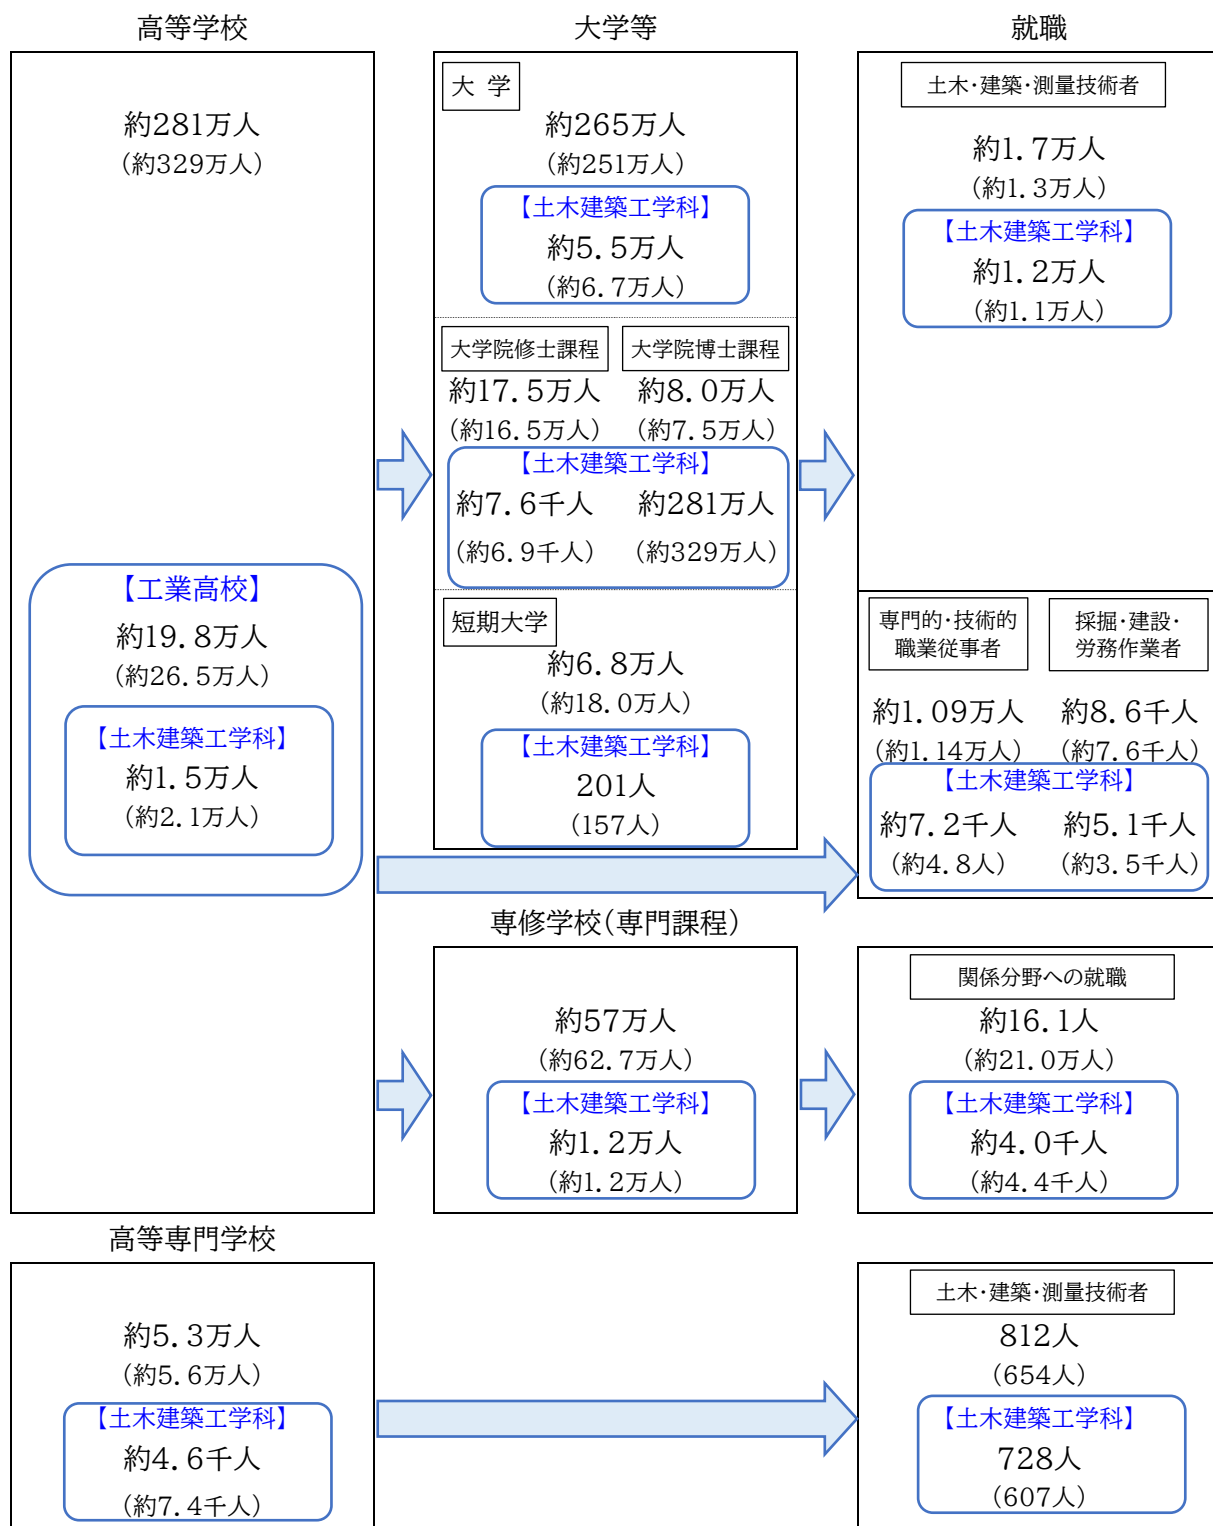 高等学校
約281万人
(約329万人)
【工業高校】
約19.8万人
(約26.5万人)
【土木建築工学科】
約1.5万人
(約2.1万人)
大学等
大 学
約265万人
(約251万人)
【土木建築工学科】
約5.5万人
(約6.7万人)
大学院修士課程 大学院博士課程
約17.5万人 約8.0万人
(約16.5万人) (約7.5万人)
【土木建築工学科】
約7.6千人 約281万人
(約6.9千人) (約329万人)
短期大学
約6.8万人
(約18.0万人)
【土木建築工学科】
201人
(157人)
就職
土木・建築・測量技術者
約1.7万人
(約1.3万人)
【土木建築工学科】
約1.2万人
(約1.1万人)
専門的・技術的 採掘・建設・
職業従事者 労務作業者
約1.09万人 約8.6千人
(約1.14万人) (約7.6千人)
【土木建築工学科】
約7.2千人 約5.1千人
(約4.8人) (約3.5千人)
専修学校(専門課程)
約57万人
(約62.7万人)
【土木建築工学科】
約1.2万人
(約1.2万人)
関係分野への就職
約16.1人
(約21.0万人)
【土木建築工学科】
約4.0千人
(約4.4千人)
高等専門学校
約5.3万人
(約5.6万人)
【土木建築工学科】
約4.6千人
(約7.4千人)
土木・建築・測量技術者
812人
(654人)
【土木建築工学科】
728人
(607人)